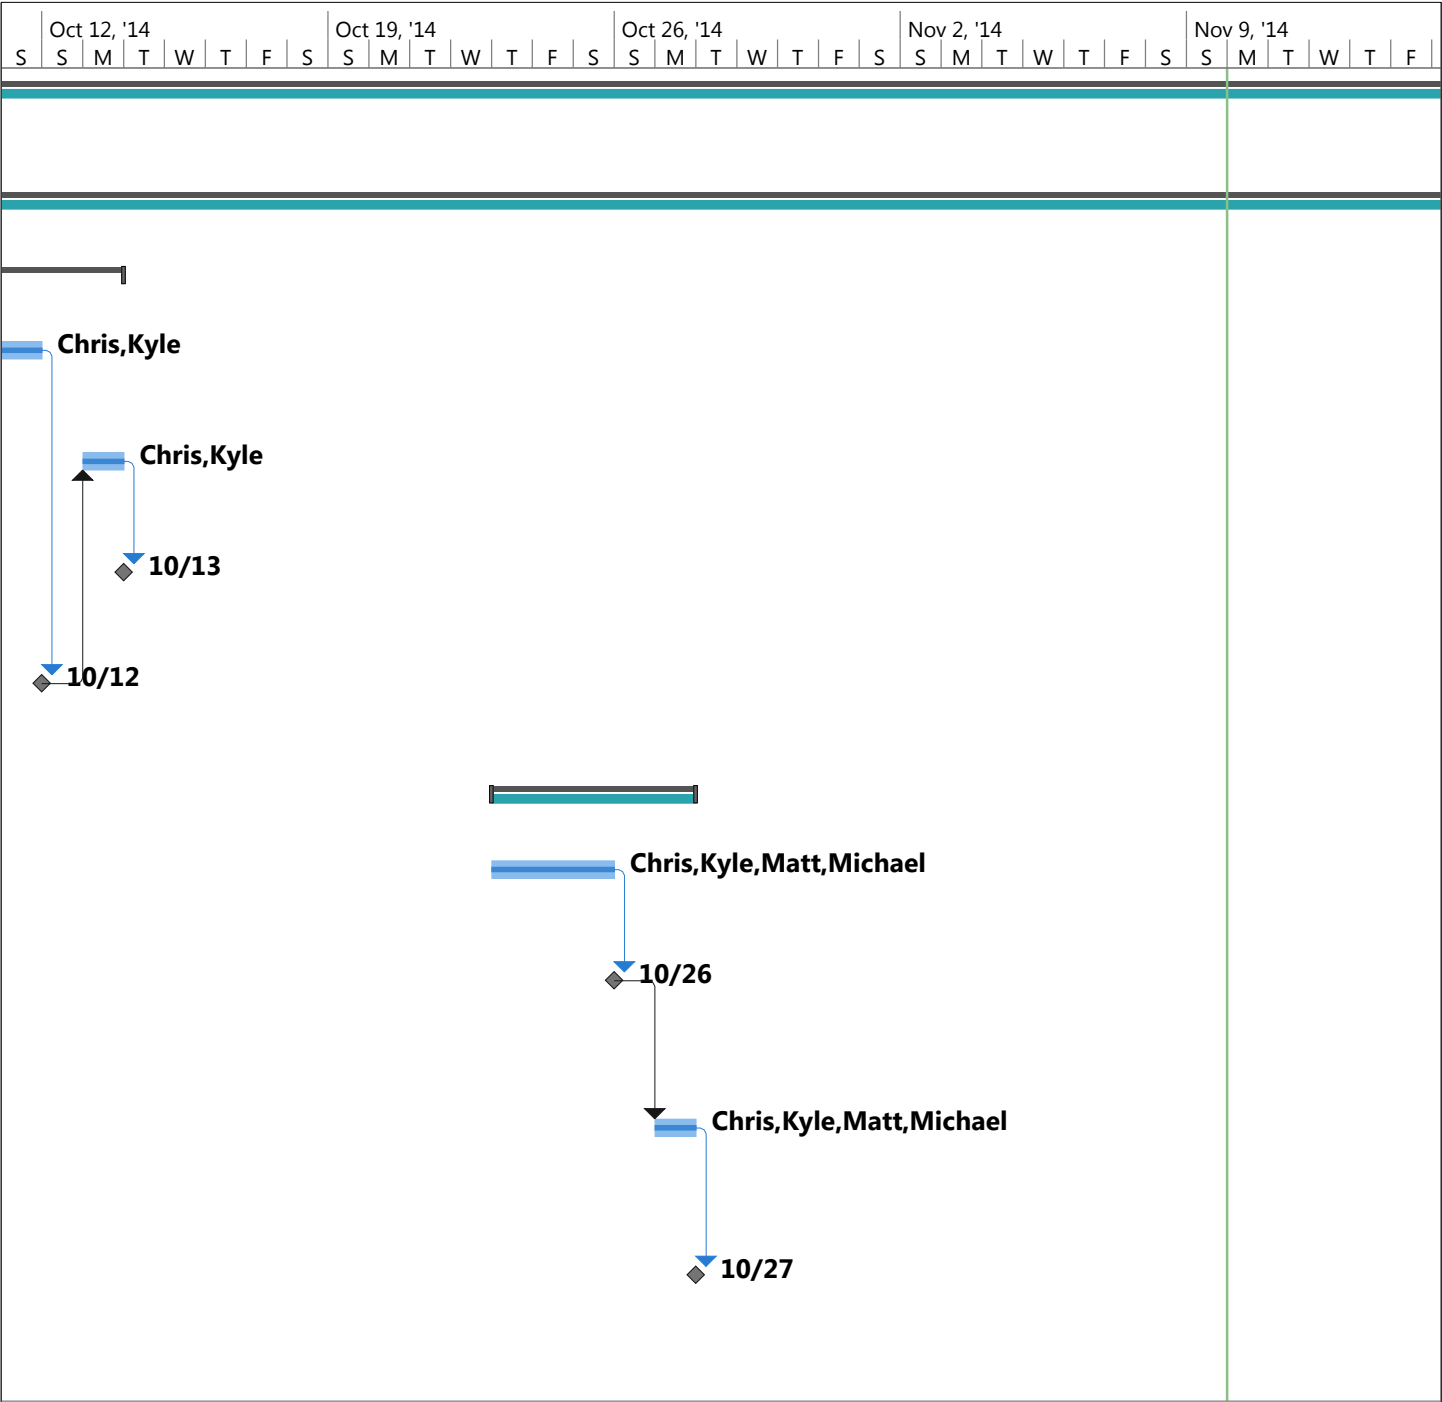 Oct 12, '14 Oct 19, '14 Oct 26, '14 Nov 2, '14 Nov 9, '14
S S M T W T F S S M T W T F S S M T W T F S S M T W T F S S M T W T F
Chris,Kyle
Chris,Kyle
10/13
10/12
Chris,Kyle,Matt,Michael
10/26
Chris,Kyle,Matt,Michael
10/27